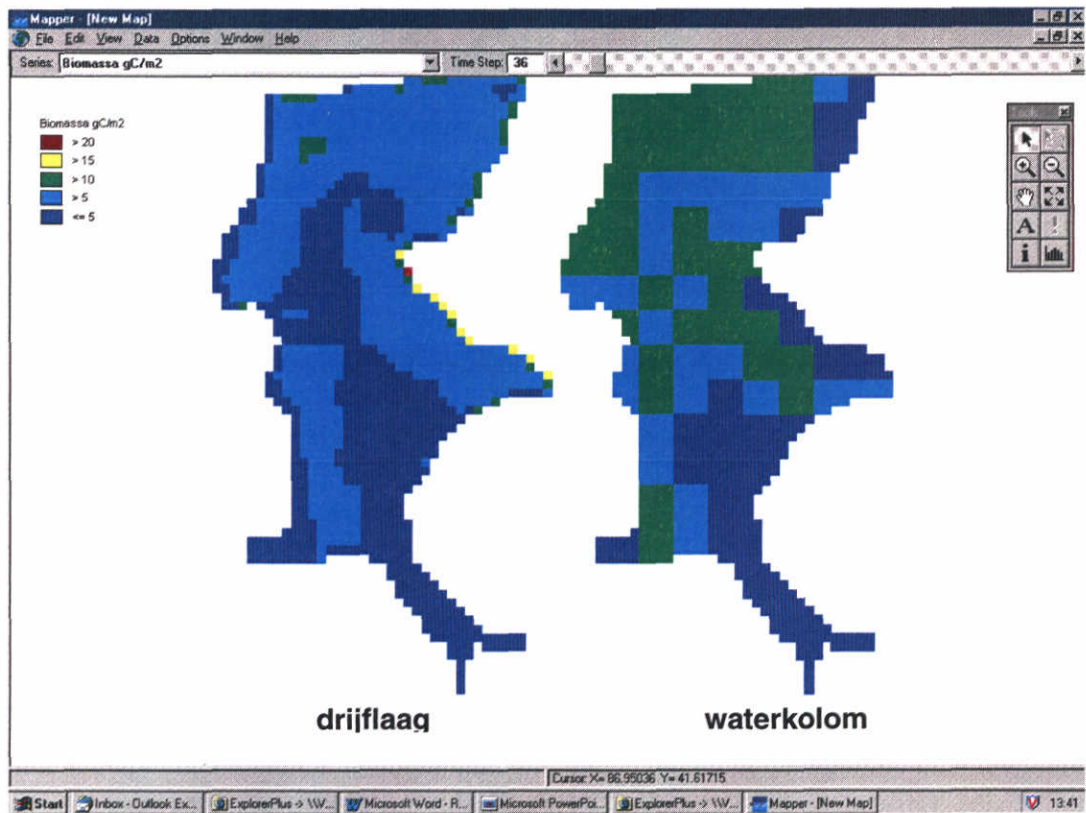 Mapper - [New Map]
File Edit View Data Options Window Help
Series: Biomassa gC/m2 Time Step: 36
Biomassa gC/m2
> 20
> 15
> 10
> 5
<= 5
A
i
drijflaag
waterkolom
Cursor: X= 86.95036 Y= 41.61715
Start Inbox - Outlook Ex... ExplorerPlus -> \\W... Microsoft Word - R... Microsoft PowerPoi... ExplorerPlus -> \\W... Mapper - [New Map] 13:41